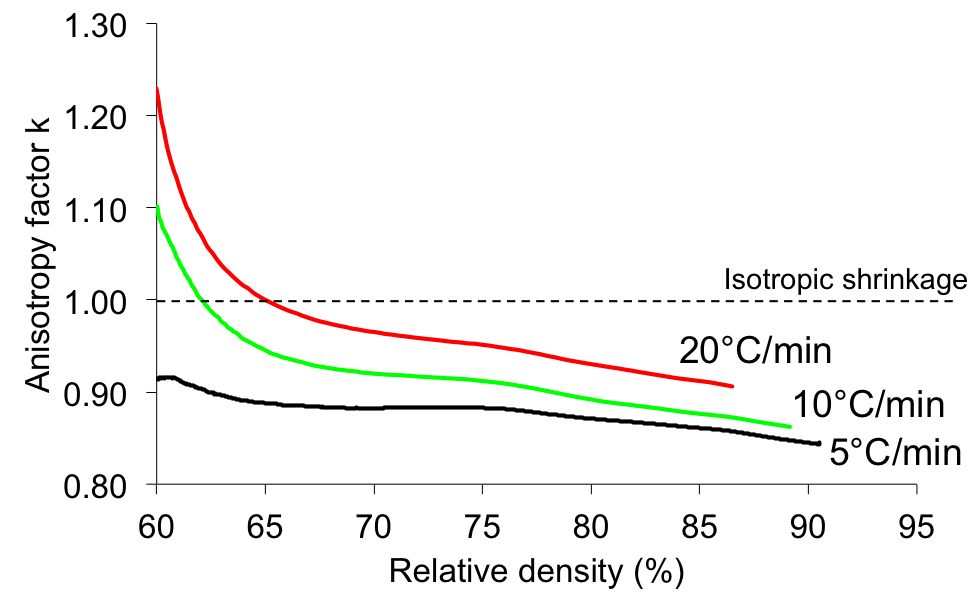 1.30
1.20
1.10
1.00
0.90
0.80
Anisotropy factor k
Isotropic shrinkage
20°C/min
10°C/min
5°C/min
60 65 70 75 80 85 90 95
Relative density (%)